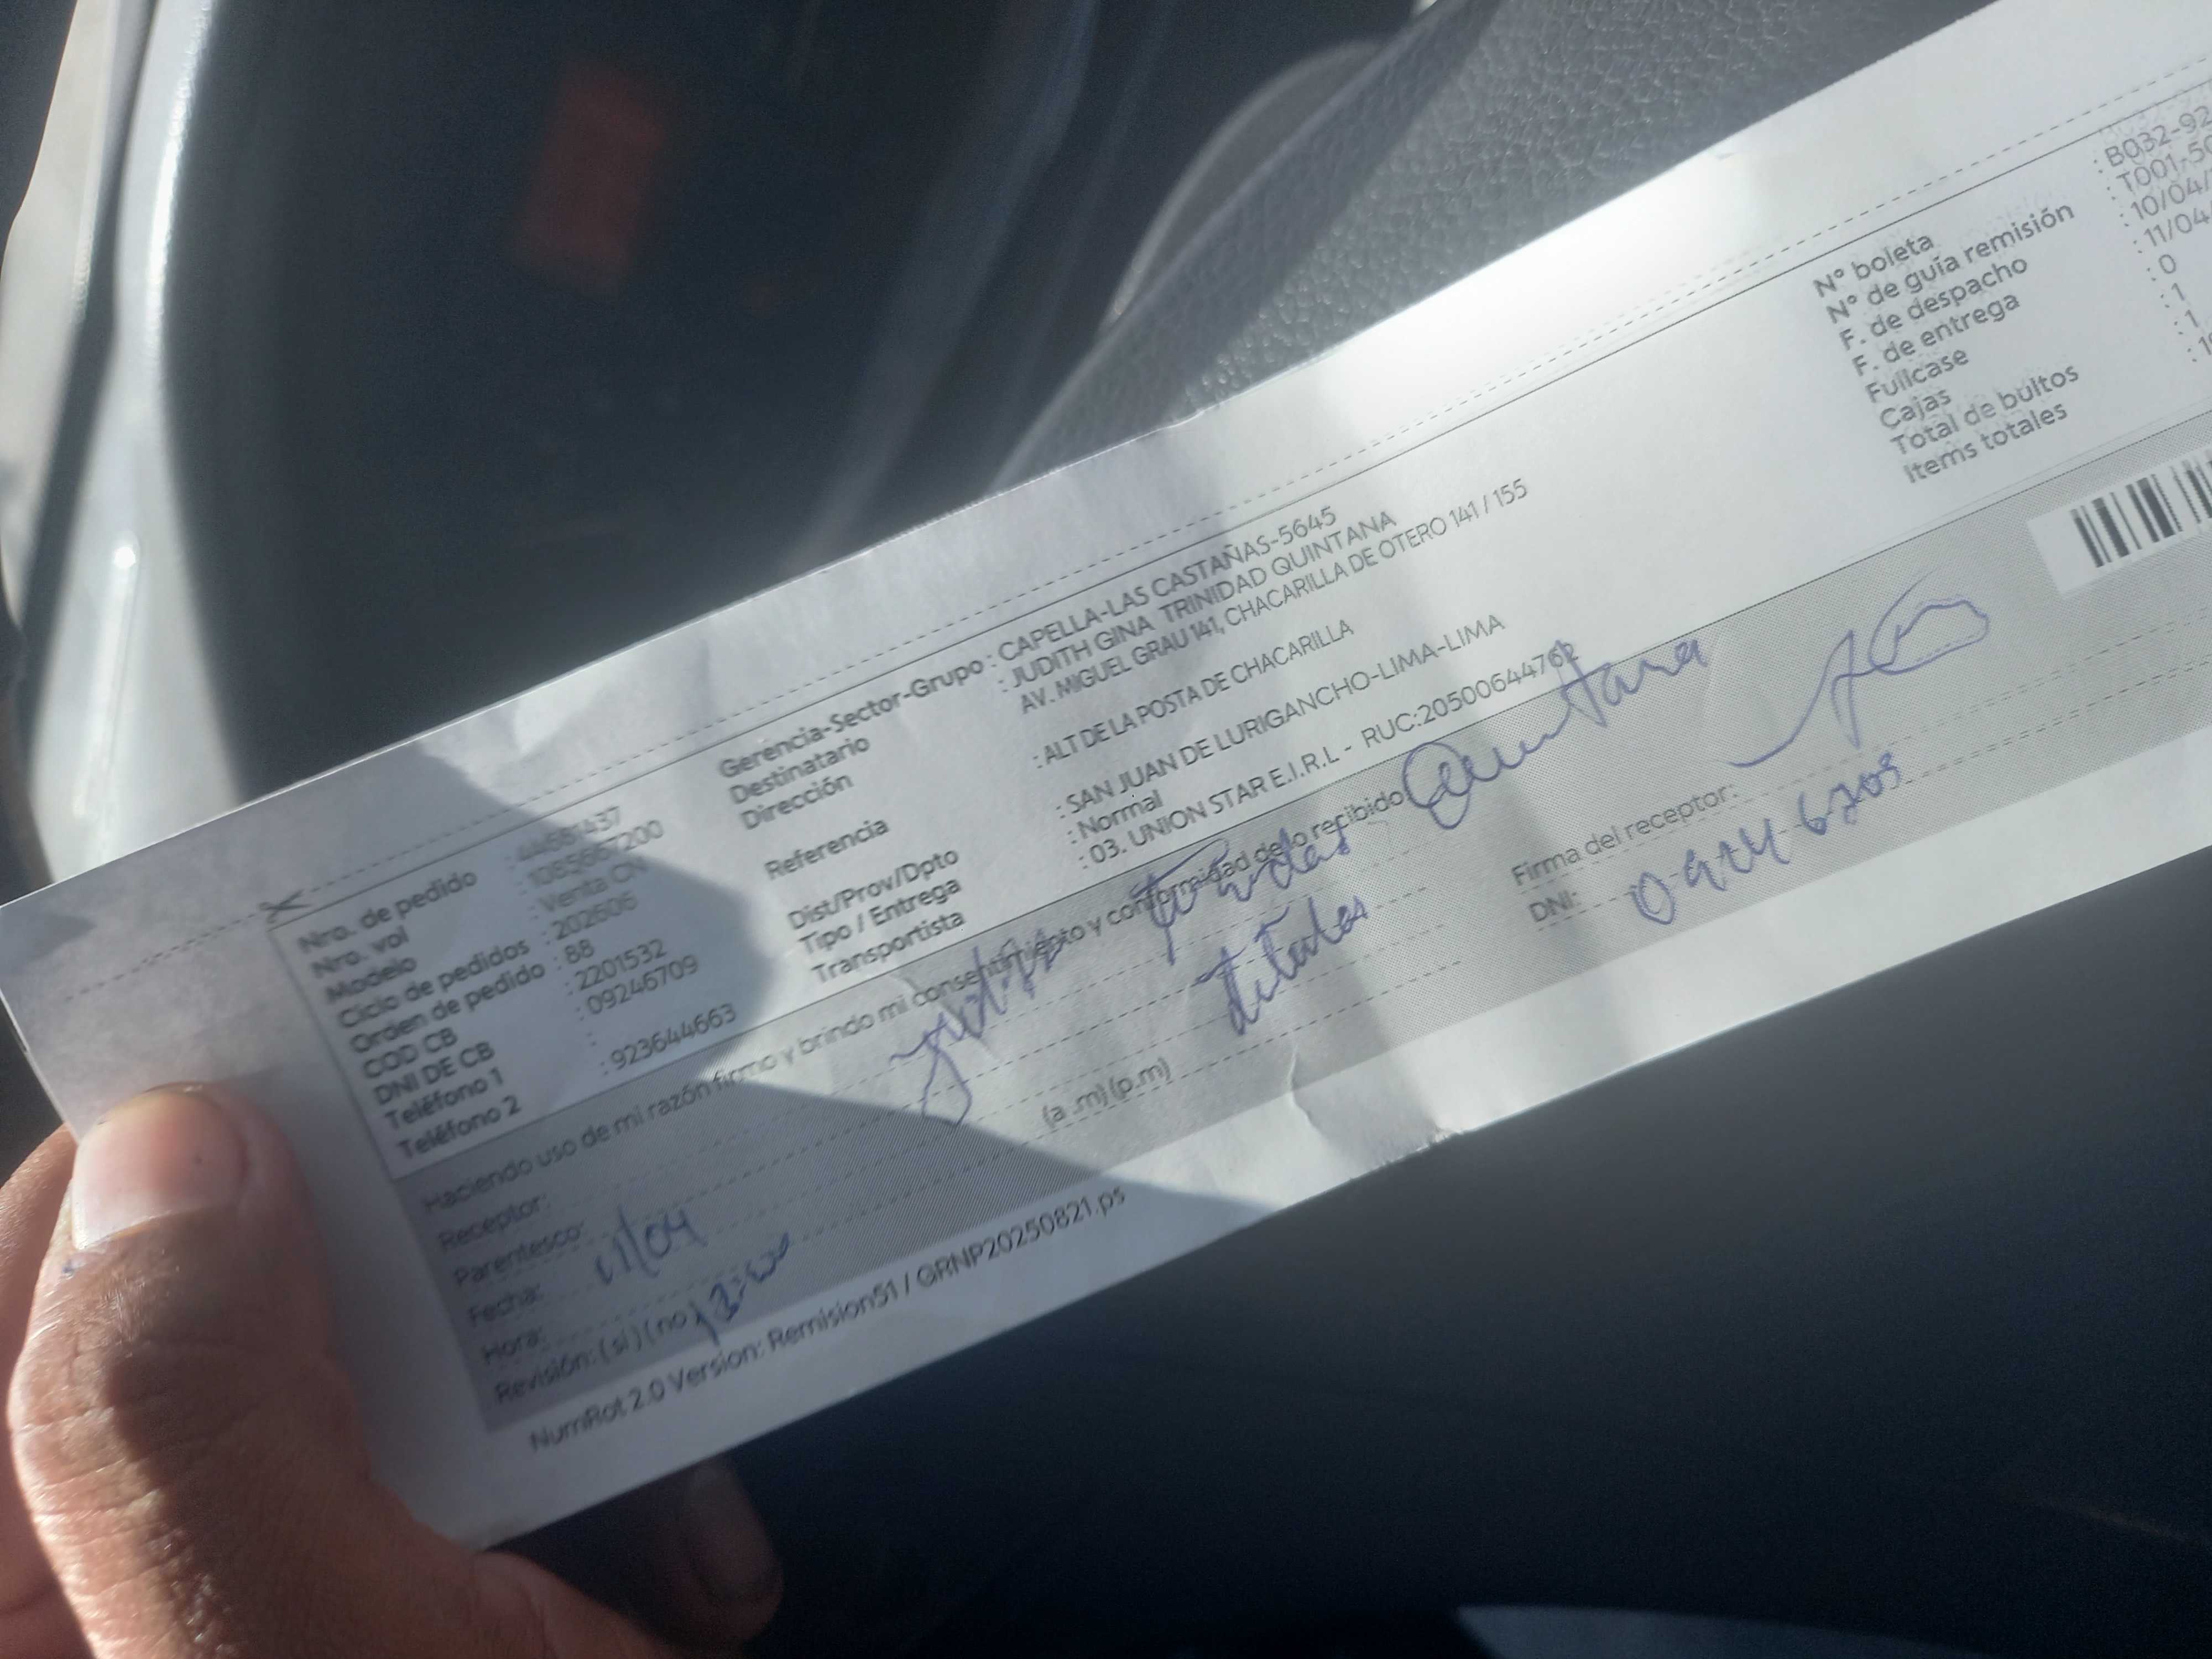 Nro. de pedido
Nro. vol
Modelo : Venta CN
Ciclo de pedidos : 202606
Orden de pedido : 88
COD CB : 2201532
DNI DE CB : 09246709
Teléfono 1 :
Teléfono 2 : 923644663
Gerencia-Sector-Grupo : CAPELLA-LAS CASTAÑAS-5645
Destinatario : JUDITH GINA TRINIDAD QUINTANA
Dirección : AV. MIGUEL GRAU 141, CHACARILLA DE OTERO 141 / 155
Referencia : ALT DE LA POSTA DE CHACARILLA
Dist/Prov/Dpto : SAN JUAN DE LURIGANCHO-LIMA-LIMA
Tipo / Entrega : Normal
Transportista : 03. UNION STAR E.I.R.L - RUC:20500644762
N° boleta : B032-92
N° de guía remisión : T001-50
F. de despacho : 10/04/
F. de entrega : 11/04/
Fullcase : 0
Cajas : 1
Total de bultos : 1
Items totales
Haciendo uso de mi razón firmo y brindo mi consentimiento y conformidad de lo recibido
Receptor: Quintana
Parentesco:
Fecha: 11/04
Hora: (a .m) (p.m)
Revisión: (si) (no)
Firma del receptor:
DNI:
NumRot 2.0 Version: Remision51 / GRNP20250821.ps